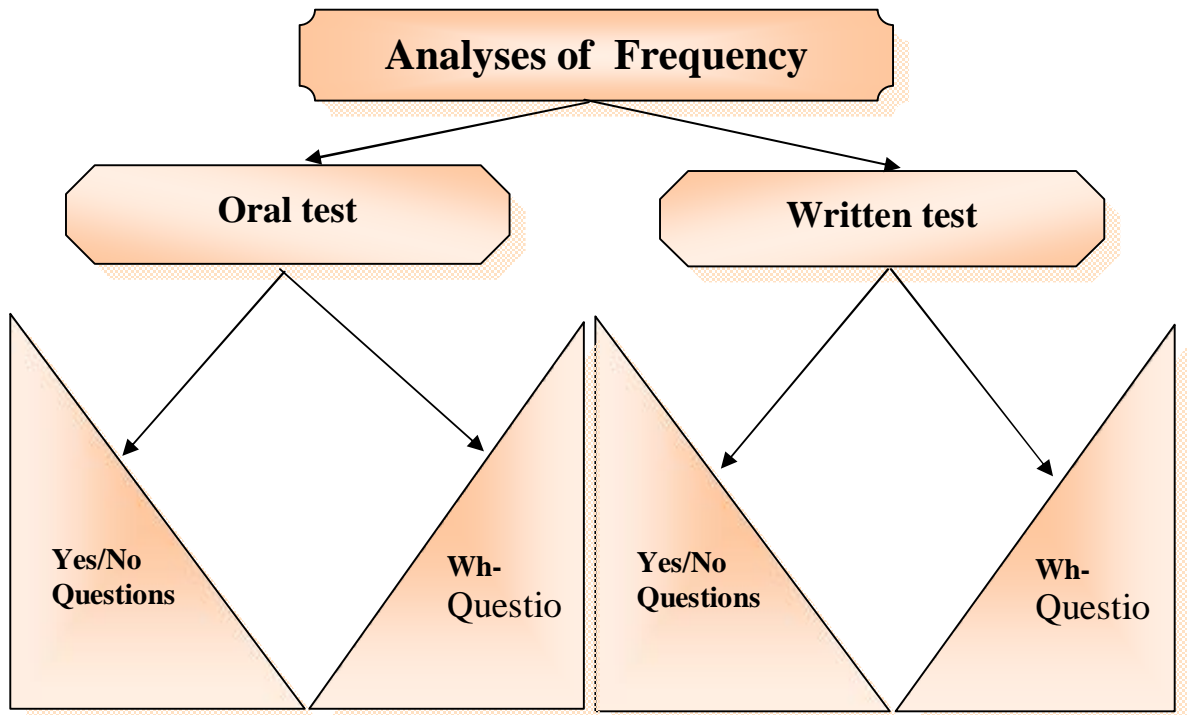 Analyses of  Frequency
Oral test
Written test
Yes/No
Questions
Wh-
Questio
Yes/No
Questions
Wh-
Questio